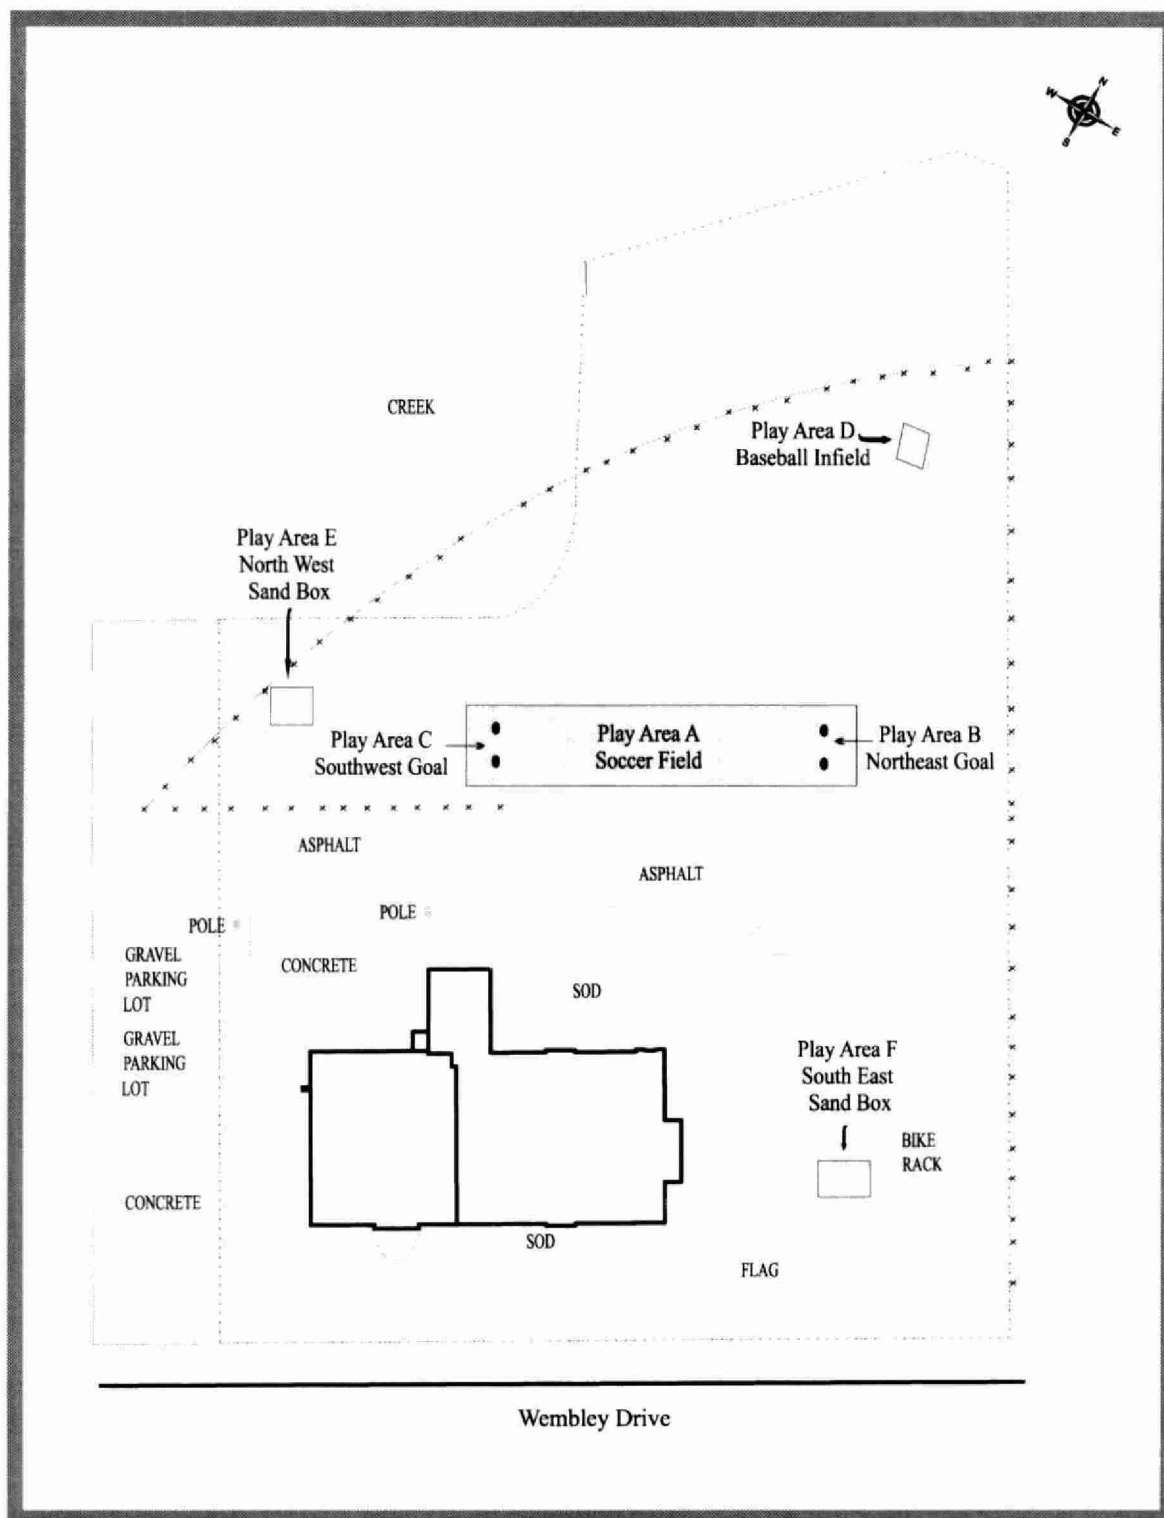 N
W
E
S
CREEK
Play Area D
Baseball Infield
Play Area E
North West
Sand Box
Play Area C
Southwest Goal
Play Area A
Soccer Field
Play Area B
Northeast Goal
ASPHALT
ASPHALT
POLE
POLE
GRAVEL
PARKING
LOT
CONCRETE
SOD
GRAVEL
PARKING
LOT
Play Area F
South East
Sand Box
BIKE
RACK
CONCRETE
SOD
FLAG
Wembley Drive